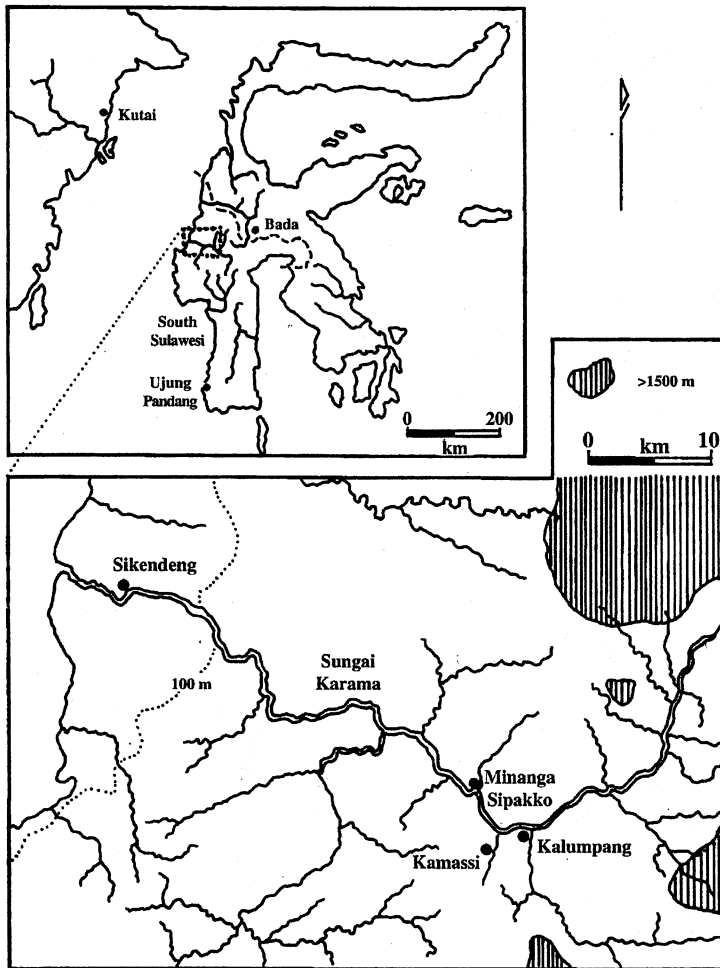 Kutai
Bada
South
Sulawesi
Ujung
Pandang
0 200
km
>1500 m
0 km 10
Sikendeng
100 m
Sungai
Karama
Minanga
Sipakko
Kalumpang
Kamassi